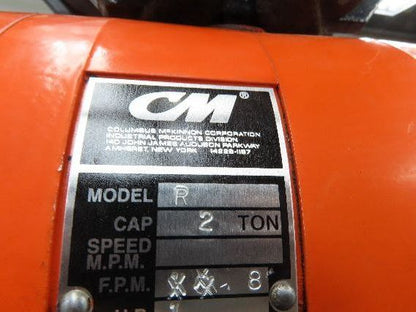 CM®
COLUMBUS McKINNON CORPORATION
INDUSTRIAL PRODUCTS DIVISION
140 JOHN JAMES AUDUBON PARKWAY
AMHERST, NEW YORK 14228-1197
MODEL R
CAP 2 TON
SPEED
M.P.M.
F.P.M. XX. 8
H.P.